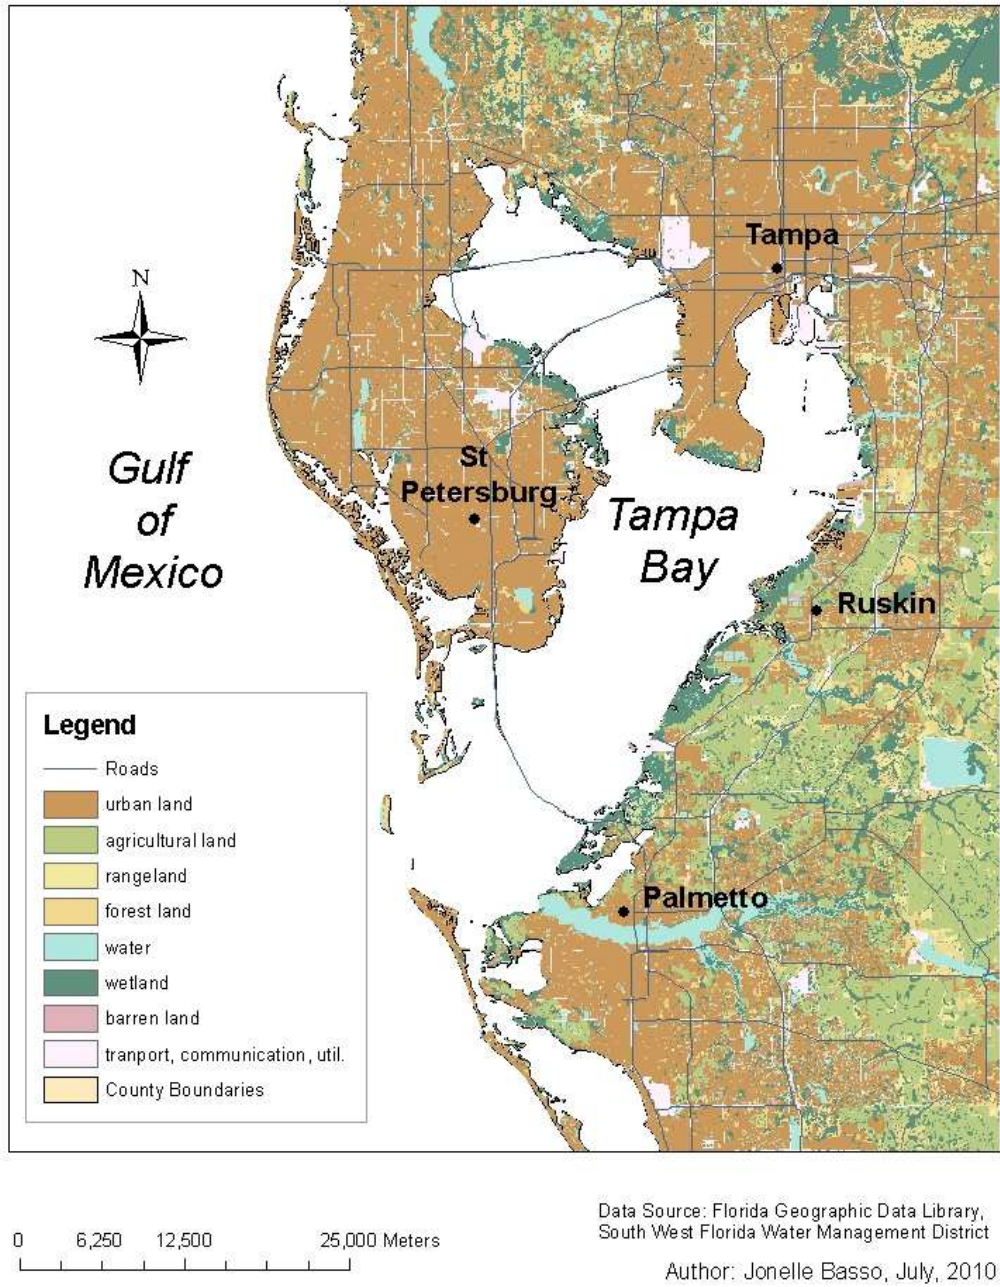 N
Tampa
Gulf
of
Mexico
St
Petersburg
Tampa
Bay
Ruskin
Palmetto
Legend
Roads
urban land
agricultural land
rangeland
forest land
water
wetland
barren land
tranport, communication, util.
County Boundaries
0 6,250 12,500 25,000 Meters
Data Source: Florida Geographic Data Library,
South West Florida Water Management District
Author: Jonelle Basso, July, 2010